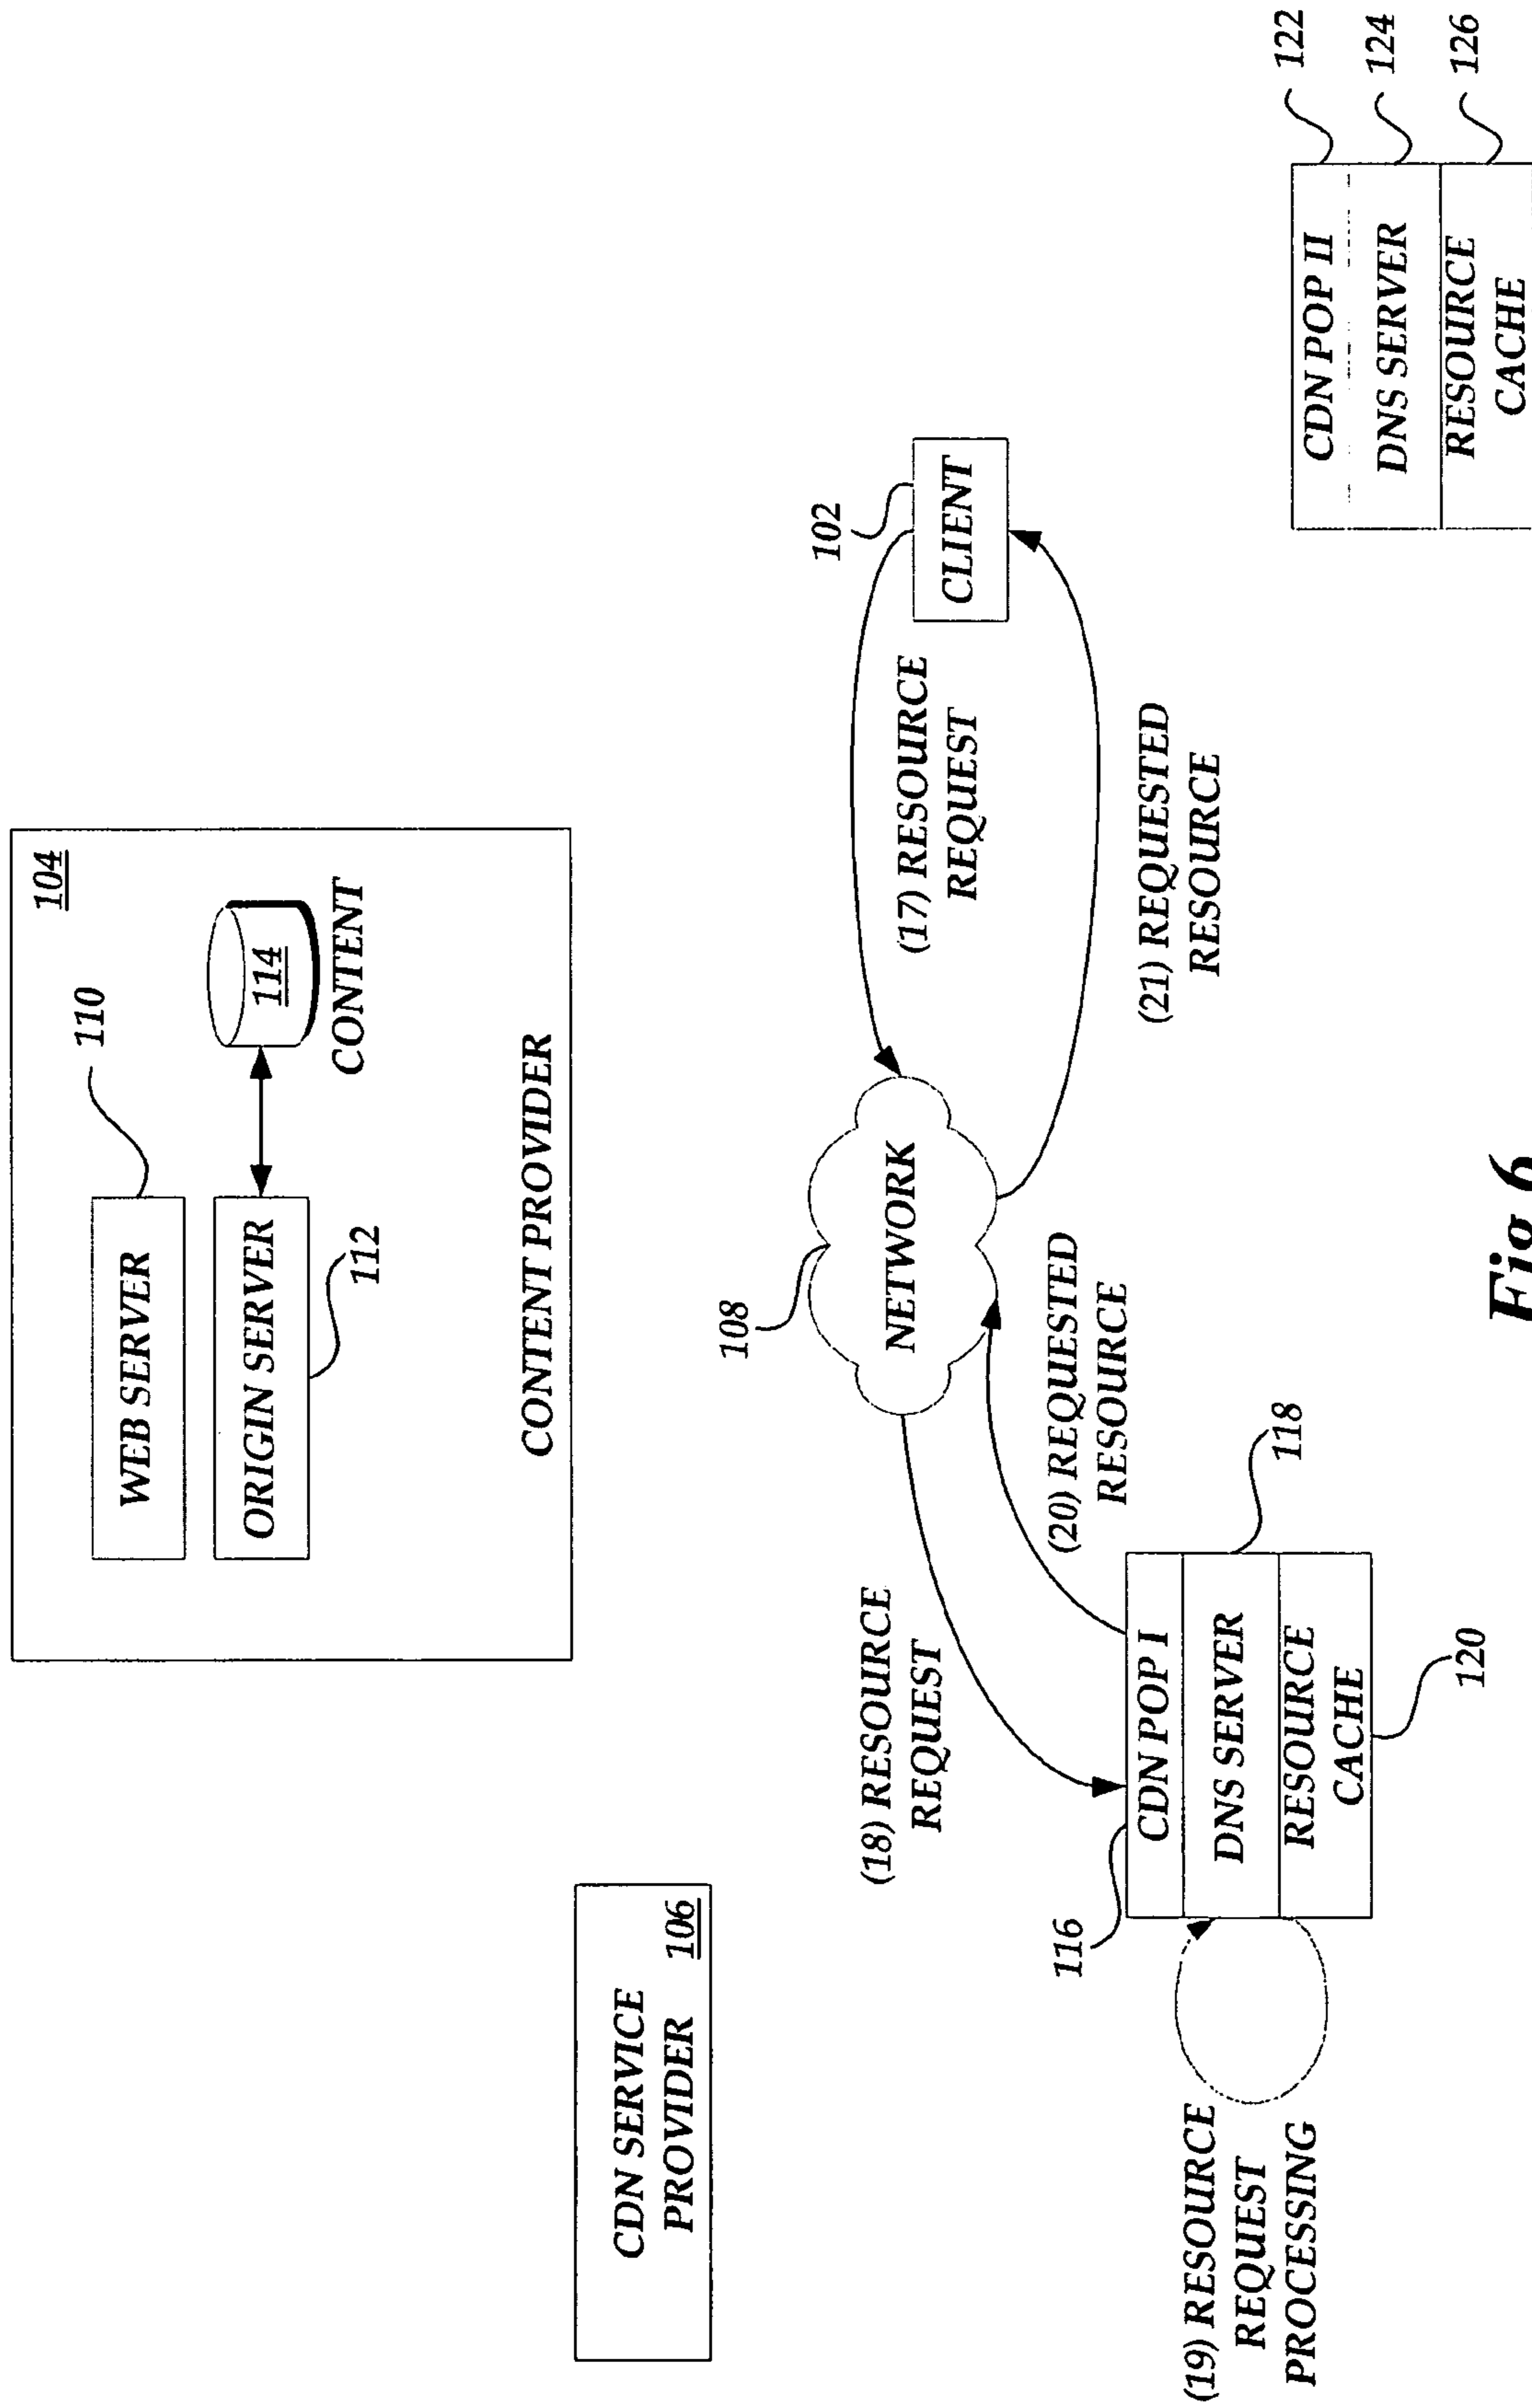 104
110
WEB SERVER
ORIGIN SERVER
114
CONTENT
112
CONTENT PROVIDER
CDN SERVICE
PROVIDER 106
108
NETWORK
102
CLIENT
(17) RESOURCE
REQUEST
(18) RESOURCE
REQUEST
(19) RESOURCE
REQUEST
PROCESSING
(20) REQUESTED
RESOURCE
(21) REQUESTED
RESOURCE
116
CDN POP I
DNS SERVER
RESOURCE
CACHE
118
120
CDN POP II
DNS SERVER
RESOURCE
CACHE
122
124
126
Fig.6